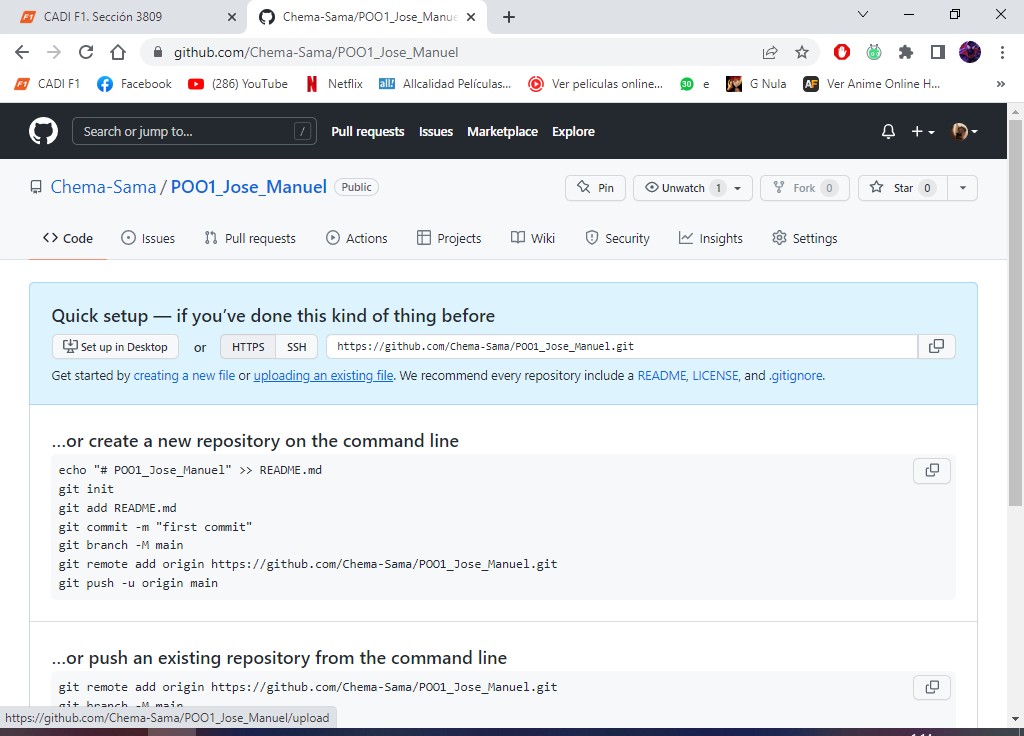 CADI F1. Sección 3809
Chema-Sama/POO1_Jose_Manue
github.com/Chema-Sama/POO1_Jose_Manuel
CADI F1
Facebook
(286) YouTube
Netflix
Allcalidad Películas...
Ver peliculas online...
30 e
G Nula
AF Ver Anime Online H...
Search or jump to... /
Pull requests
Issues
Marketplace
Explore
Chema-Sama / POO1_Jose_Manuel Public
Pin
Unwatch 1
Fork 0
Star 0
Code
Issues
Pull requests
Actions
Projects
Wiki
Security
Insights
Settings
Quick setup — if you’ve done this kind of thing before
Set up in Desktop or HTTPS SSH https://github.com/Chema-Sama/POO1_Jose_Manuel.git
Get started by creating a new file or uploading an existing file. We recommend every repository include a README, LICENSE, and .gitignore.
…or create a new repository on the command line
echo "# POO1_Jose_Manuel" >> README.md
git init
git add README.md
git commit -m "first commit"
git branch -M main
git remote add origin https://github.com/Chema-Sama/POO1_Jose_Manuel.git
git push -u origin main
…or push an existing repository from the command line
git remote add origin https://github.com/Chema-Sama/POO1_Jose_Manuel.git
git branch -M main
https://github.com/Chema-Sama/POO1_Jose_Manuel/upload